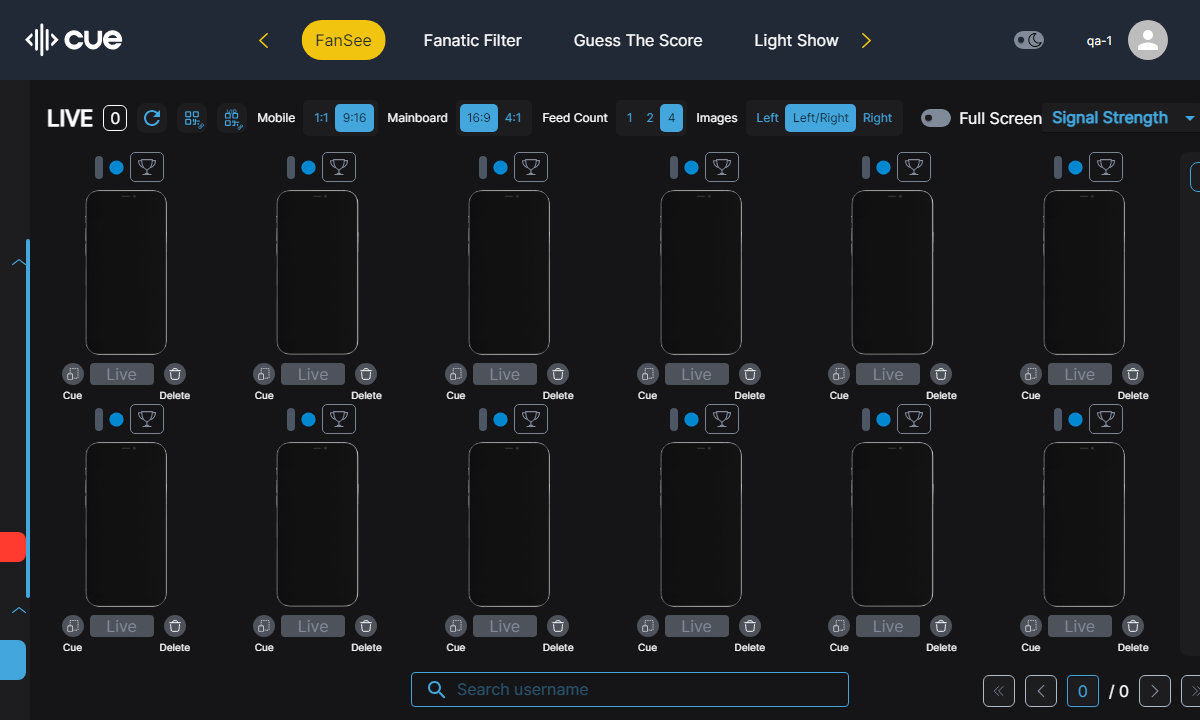 cue
FanSee
Fanatic Filter
Guess The Score
Light Show
qa-1
LIVE 0
Mobile 1:1 9:16
Mainboard 16:9 4:1
Feed Count 1 2 4
Images Left Left/Right Right
Full Screen
Signal Strength
Live Live Live Live Live Live
Cue Delete Cue Delete Cue Delete Cue Delete Cue Delete Cue Delete
Live Live Live Live Live Live
Cue Delete Cue Delete Cue Delete Cue Delete Cue Delete Cue Delete
Search username
0 / 0